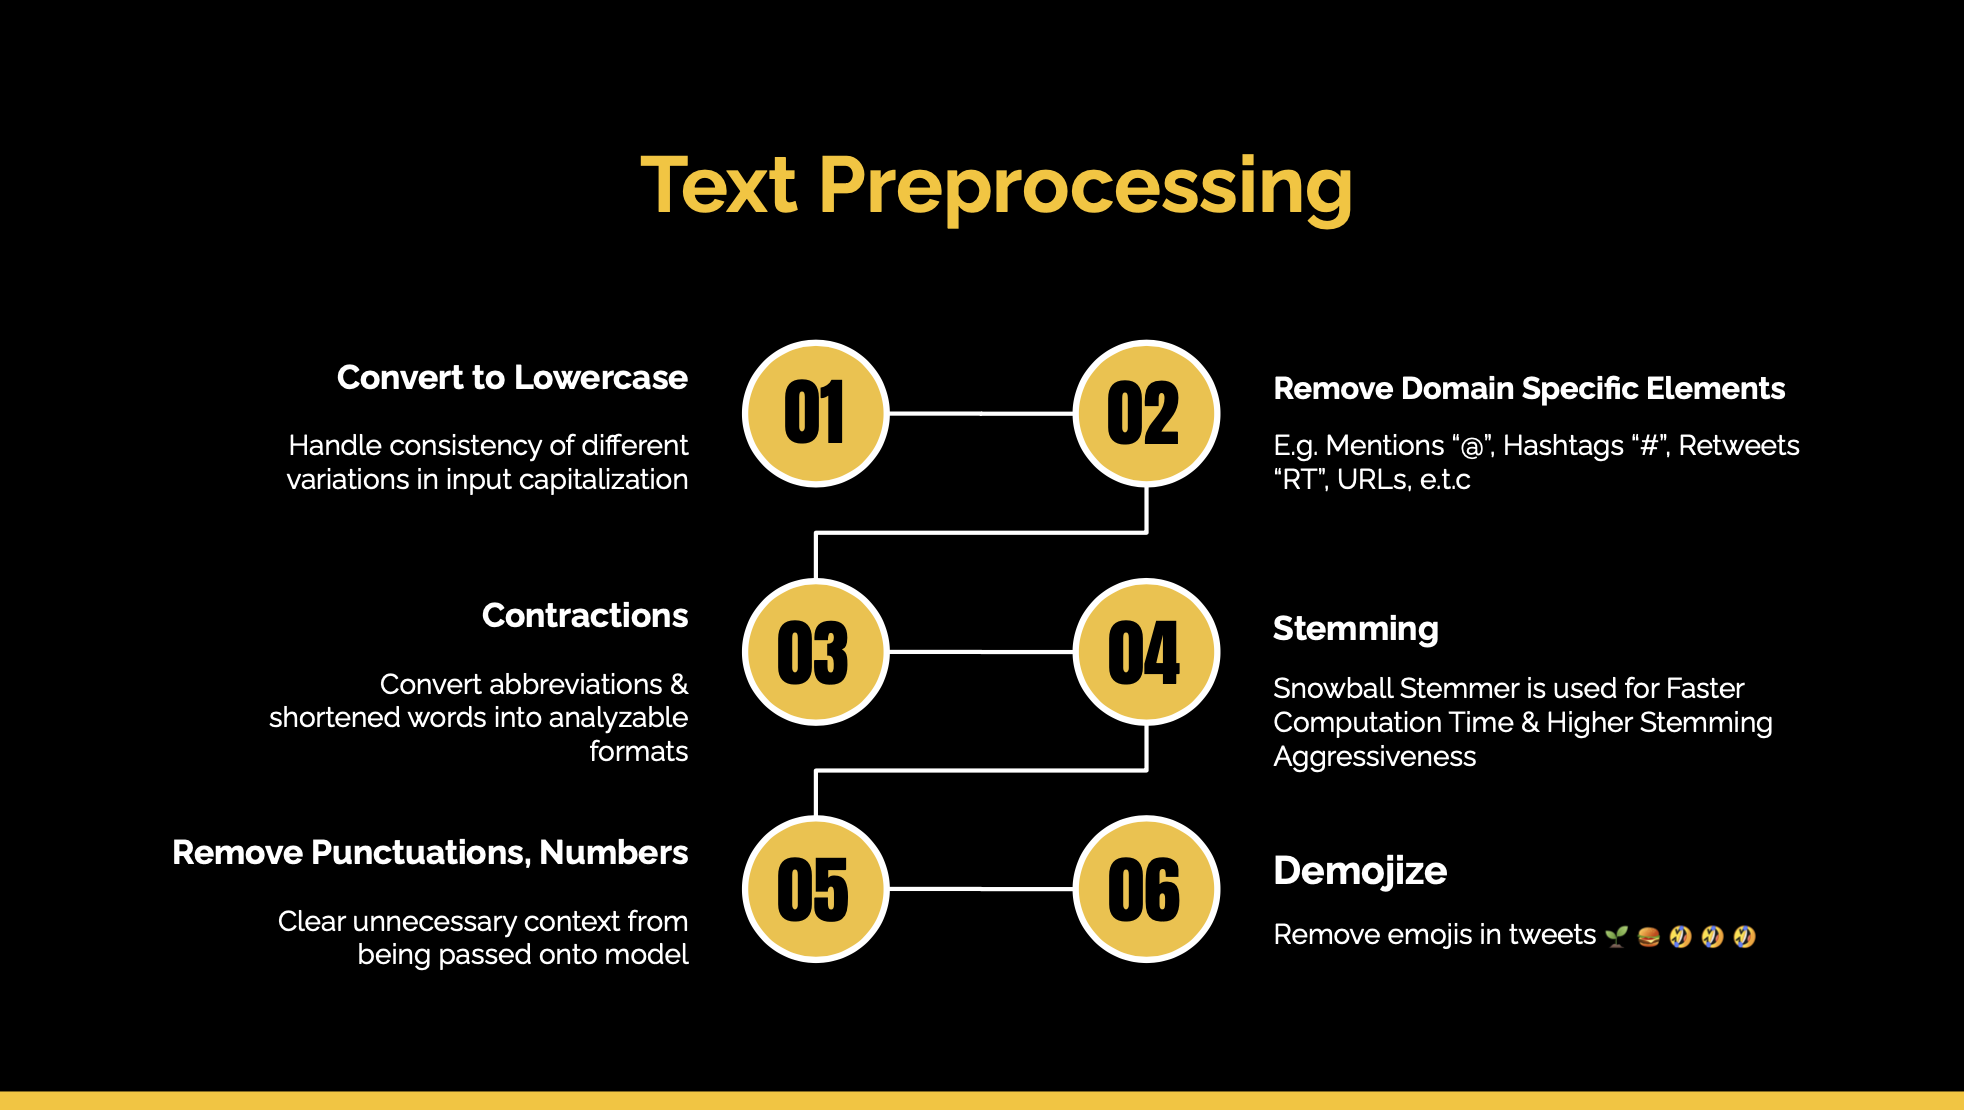 Text Preprocessing
01
Convert to Lowercase
Handle consistency of different
variations in input capitalization
02
Remove Domain Specific Elements
E.g. Mentions “@”, Hashtags “#”, Retweets
“RT”, URLs, e.t.c
03
Contractions
Convert abbreviations &
shortened words into analyzable
formats
04
Stemming
Snowball Stemmer is used for Faster
Computation Time & Higher Stemming
Aggressiveness
05
Remove Punctuations, Numbers
Clear unnecessary context from
being passed onto model
06
Demojize
Remove emojis in tweets 🌱 🍔 🤣 🤣 🤣